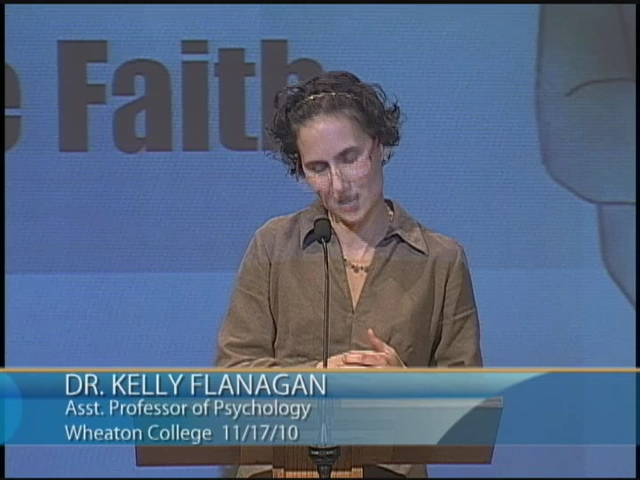 e Faith
DR. KELLY FLANAGAN
Asst. Professor of Psychology
Wheaton College 11/17/10